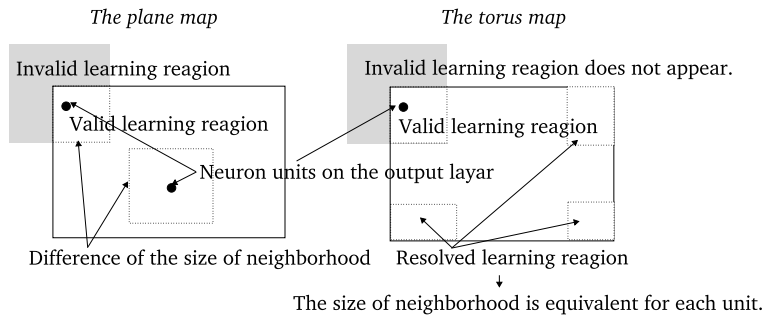 The plane map
The torus map
Invalid learning reagion
Invalid learning reagion does not appear.
Valid learning reagion
Valid learning reagion
Neuron units on the output layar
Difference of the size of neighborhood
Resolved learning reagion
The size of neighborhood is equivalent for each unit.